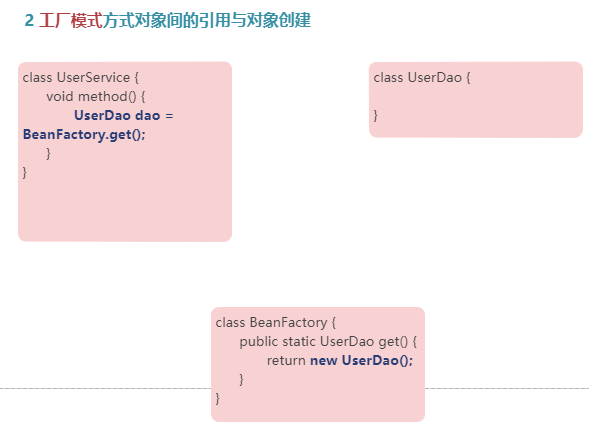 2 工厂模式方式对象间的引用与对象创建
class UserService {
void method() {
UserDao dao =
BeanFactory.get();
}
}
class UserDao {
}
class BeanFactory {
public static UserDao get() {
return new UserDao();
}
}